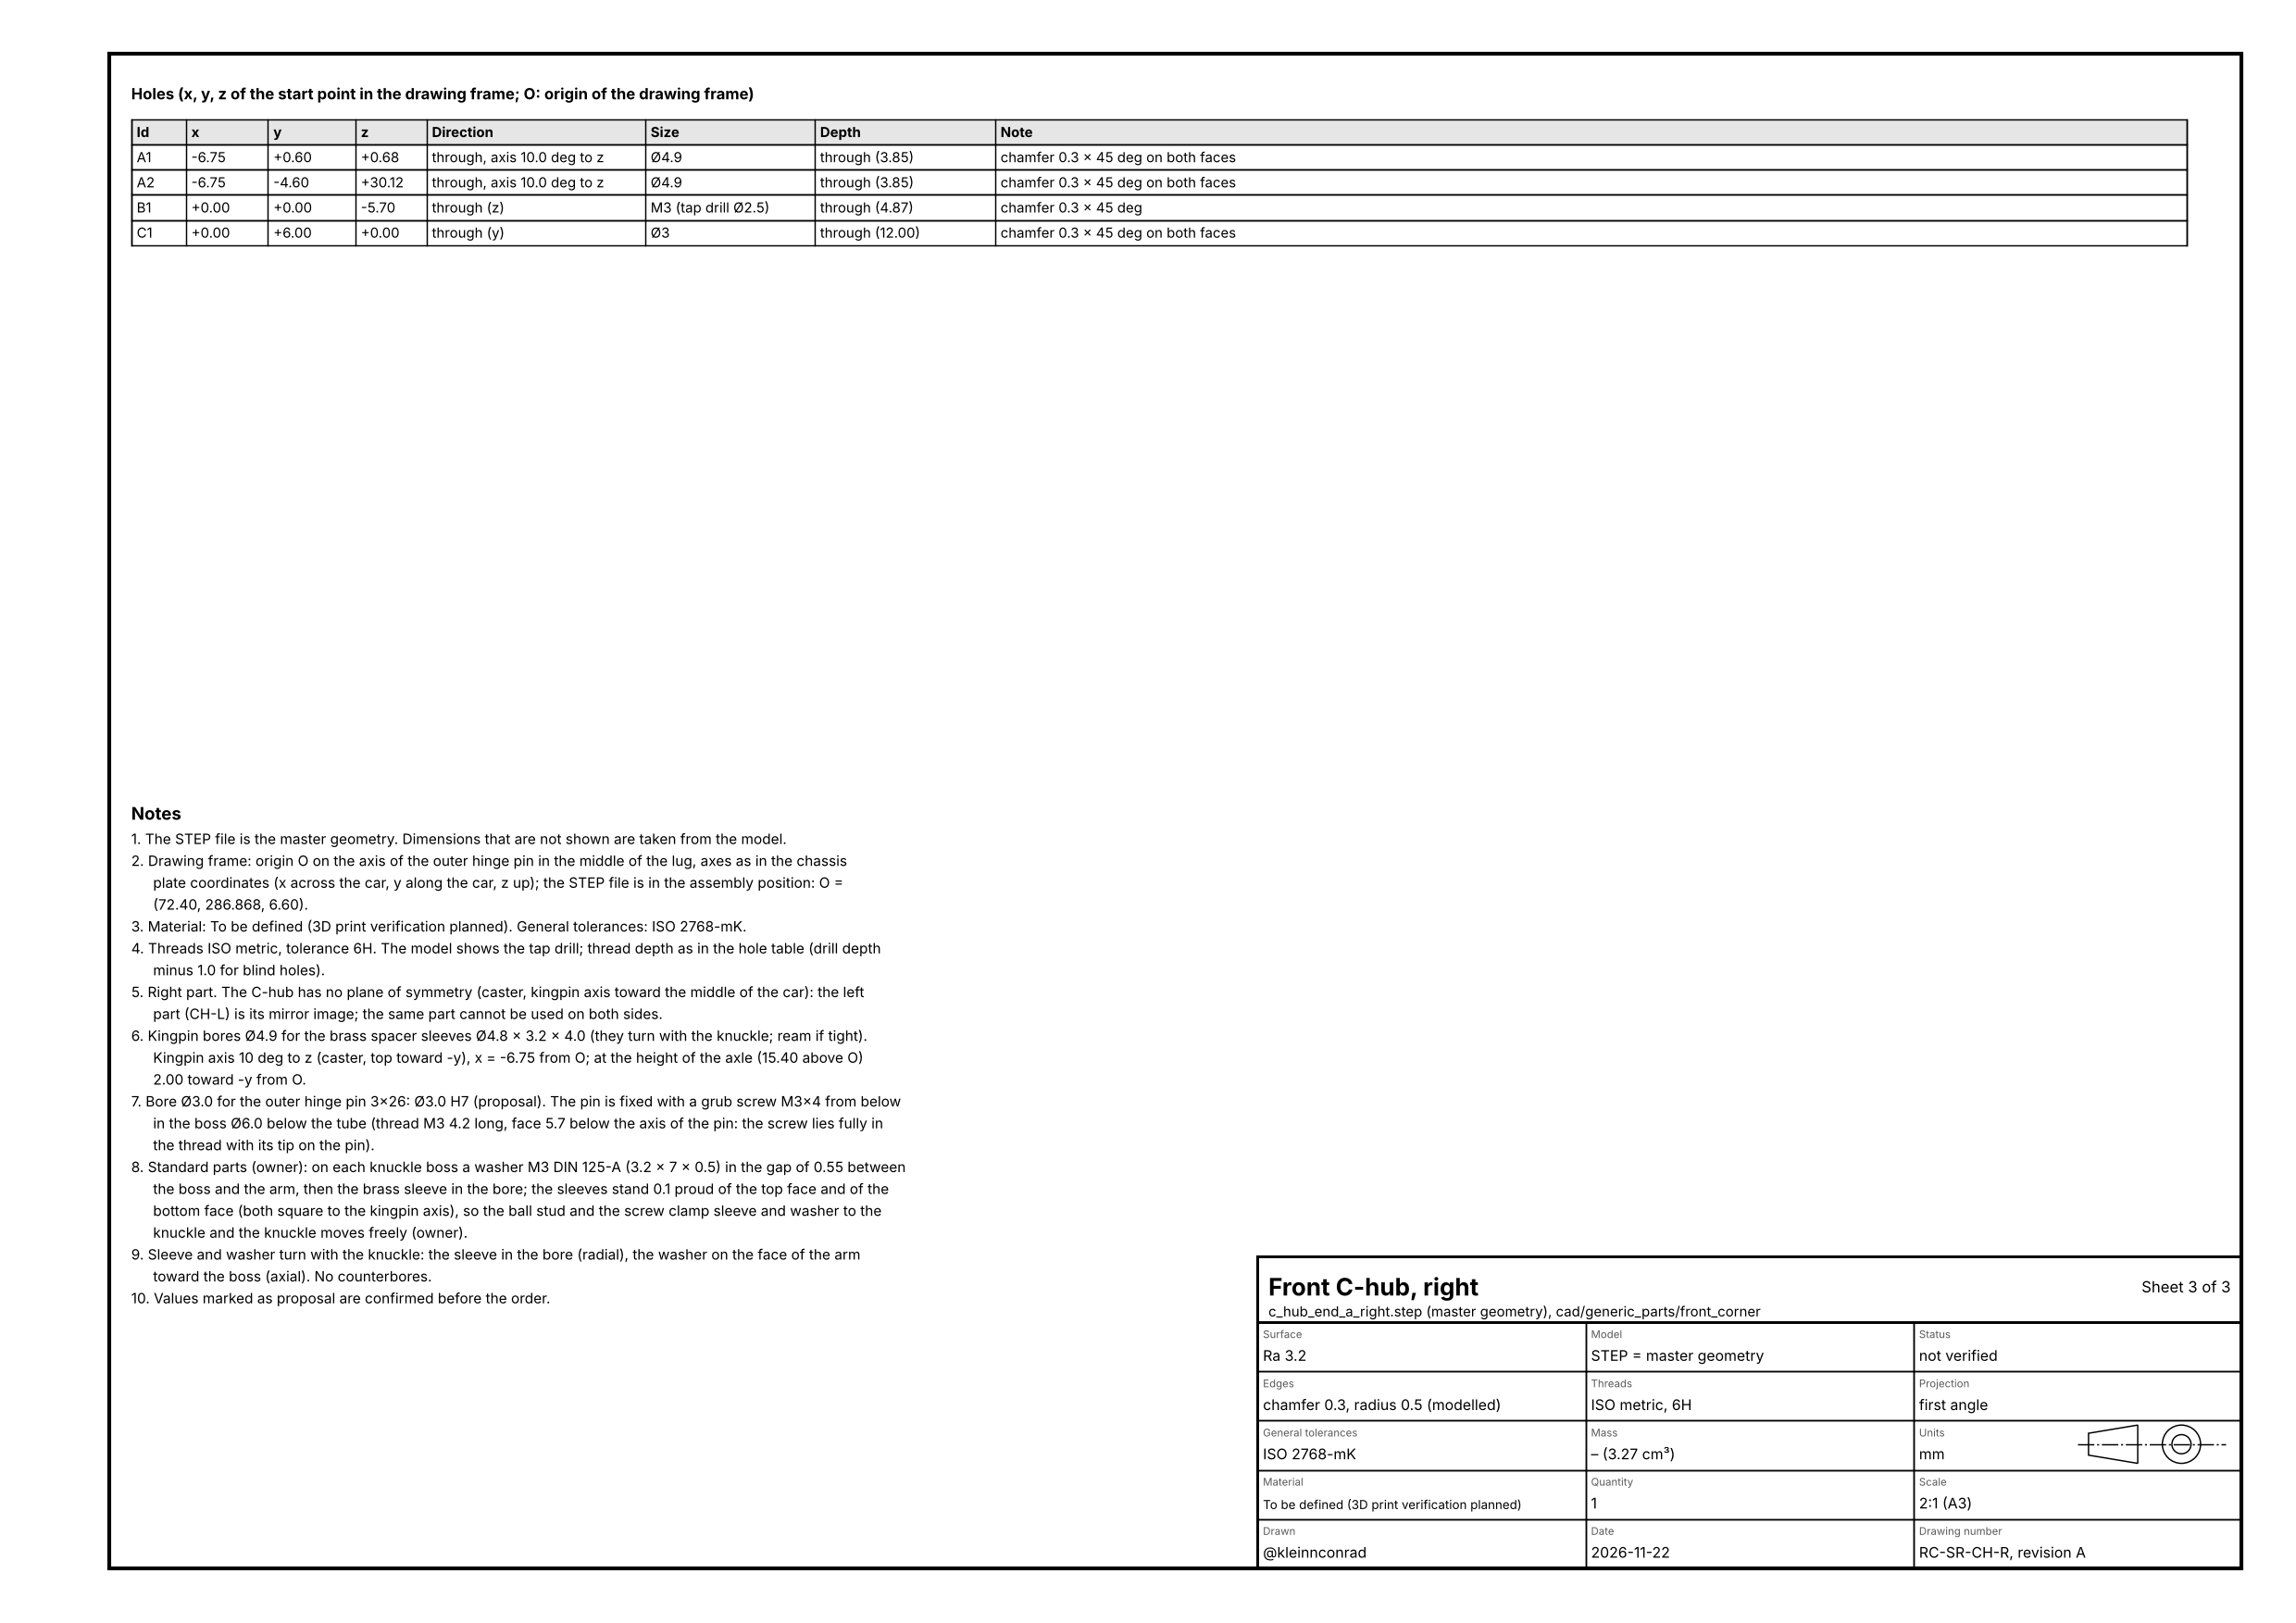 Holes (x, y, z of the start point in the drawing frame; O: origin of the drawing frame)
Id x y z Direction Size Depth Note
A1 -6.75 +0.60 +0.68 through, axis 10.0 deg to z Ø4.9 through (3.85) chamfer 0.3 × 45 deg on both faces
A2 -6.75 -4.60 +30.12 through, axis 10.0 deg to z Ø4.9 through (3.85) chamfer 0.3 × 45 deg on both faces
B1 +0.00 +0.00 -5.70 through (z) M3 (tap drill Ø2.5) through (4.87) chamfer 0.3 × 45 deg
C1 +0.00 +6.00 +0.00 through (y) Ø3 through (12.00) chamfer 0.3 × 45 deg on both faces
Notes
1. The STEP file is the master geometry. Dimensions that are not shown are taken from the model.
2. Drawing frame: origin O on the axis of the outer hinge pin in the middle of the lug, axes as in the chassis
plate coordinates (x across the car, y along the car, z up); the STEP file is in the assembly position: O =
(72.40, 286.868, 6.60).
3. Material: To be defined (3D print verification planned). General tolerances: ISO 2768-mK.
4. Threads ISO metric, tolerance 6H. The model shows the tap drill; thread depth as in the hole table (drill depth
minus 1.0 for blind holes).
5. Right part. The C-hub has no plane of symmetry (caster, kingpin axis toward the middle of the car): the left
part (CH-L) is its mirror image; the same part cannot be used on both sides.
6. Kingpin bores Ø4.9 for the brass spacer sleeves Ø4.8 × 3.2 × 4.0 (they turn with the knuckle; ream if tight).
Kingpin axis 10 deg to z (caster, top toward -y), x = -6.75 from O; at the height of the axle (15.40 above O)
2.00 toward -y from O.
7. Bore Ø3.0 for the outer hinge pin 3×26: Ø3.0 H7 (proposal). The pin is fixed with a grub screw M3×4 from below
in the boss Ø6.0 below the tube (thread M3 4.2 long, face 5.7 below the axis of the pin: the screw lies fully in
the thread with its tip on the pin).
8. Standard parts (owner): on each knuckle boss a washer M3 DIN 125-A (3.2 × 7 × 0.5) in the gap of 0.55 between
the boss and the arm, then the brass sleeve in the bore; the sleeves stand 0.1 proud of the top face and of the
bottom face (both square to the kingpin axis), so the ball stud and the screw clamp sleeve and washer to the
knuckle and the knuckle moves freely (owner).
9. Sleeve and washer turn with the knuckle: the sleeve in the bore (radial), the washer on the face of the arm
toward the boss (axial). No counterbores.
10. Values marked as proposal are confirmed before the order.
Front C-hub, right Sheet 3 of 3
c_hub_end_a_right.step (master geometry), cad/generic_parts/front_corner
Surface Model Status
Ra 3.2 STEP = master geometry not verified
Edges Threads Projection
chamfer 0.3, radius 0.5 (modelled) ISO metric, 6H first angle
General tolerances Mass Units
ISO 2768-mK – (3.27 cm³) mm
Material Quantity Scale
To be defined (3D print verification planned) 1 2:1 (A3)
Drawn Date Drawing number
@kleinnconrad 2026-11-22 RC-SR-CH-R, revision A